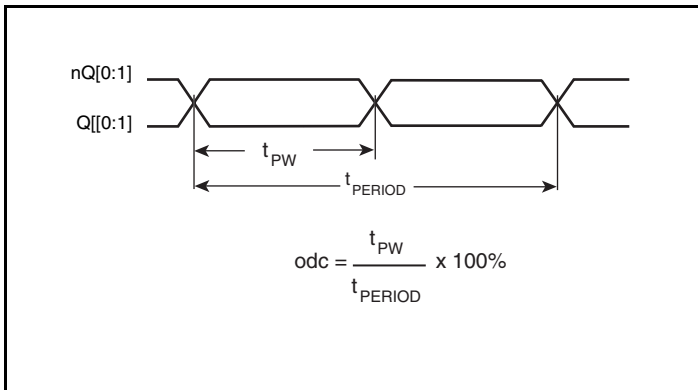 nQ[0:1]
Q[[0:1]
tPW
tPERIOD
odc = tPW / tPERIOD x 100%